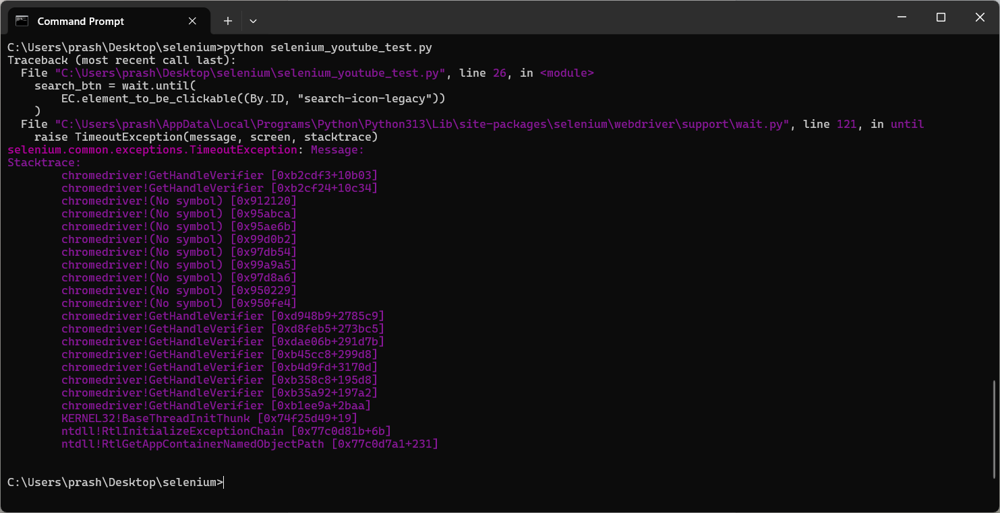 Command Prompt
C:\Users\prash\Desktop\selenium>python selenium_youtube_test.py
Traceback (most recent call last):
  File "C:\Users\prash\Desktop\selenium\selenium_youtube_test.py", line 26, in <module>
    search_btn = wait.until(
        EC.element_to_be_clickable((By.ID, "search-icon-legacy"))
    )
  File "C:\Users\prash\AppData\Local\Programs\Python\Python313\Lib\site-packages\selenium\webdriver\support\wait.py", line 121, in until
    raise TimeoutException(message, screen, stacktrace)
selenium.common.exceptions.TimeoutException: Message:
Stacktrace:
        chromedriver!GetHandleVerifier [0xb2cdf3+10b03]
        chromedriver!GetHandleVerifier [0xb2cf24+10c34]
        chromedriver!(No symbol) [0x912120]
        chromedriver!(No symbol) [0x95abca]
        chromedriver!(No symbol) [0x95ae6b]
        chromedriver!(No symbol) [0x99d0b2]
        chromedriver!(No symbol) [0x97db54]
        chromedriver!(No symbol) [0x99a9a5]
        chromedriver!(No symbol) [0x97d8a6]
        chromedriver!(No symbol) [0x950229]
        chromedriver!(No symbol) [0x950fe4]
        chromedriver!GetHandleVerifier [0xd948b9+2785c9]
        chromedriver!GetHandleVerifier [0xd8feb5+273bc5]
        chromedriver!GetHandleVerifier [0xdae06b+291d7b]
        chromedriver!GetHandleVerifier [0xb45cc8+299d8]
        chromedriver!GetHandleVerifier [0xb4d9fd+3170d]
        chromedriver!GetHandleVerifier [0xb358c8+195d8]
        chromedriver!GetHandleVerifier [0xb35a92+197a2]
        chromedriver!GetHandleVerifier [0xb1ee9a+2baa]
        KERNEL32!BaseThreadInitThunk [0x74f25d49+19]
        ntdll!RtlInitializeExceptionChain [0x77c0d81b+6b]
        ntdll!RtlGetAppContainerNamedObjectPath [0x77c0d7a1+231]
C:\Users\prash\Desktop\selenium>